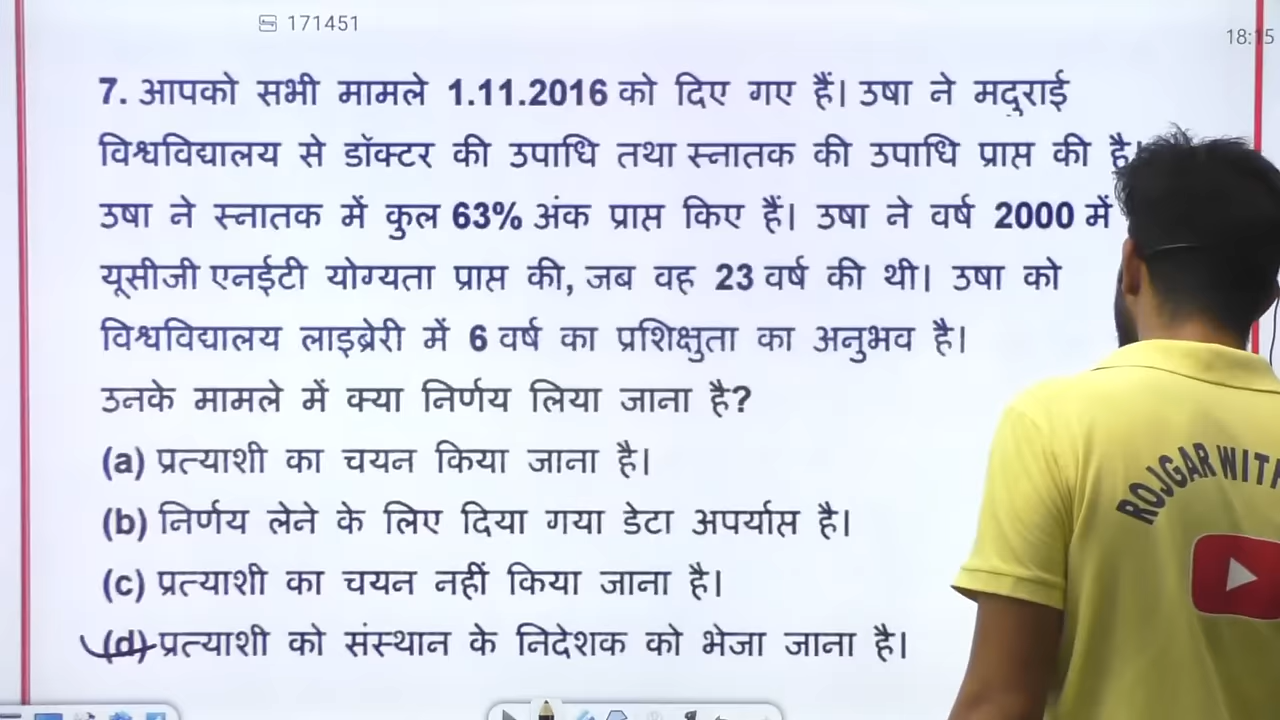 171451
18:15
7. आपको सभी मामले 1.11.2016 को दिए गए हैं। उषा ने मदुराई
विश्वविद्यालय से डॉक्टर की उपाधि तथा स्नातक की उपाधि प्राप्त की है।
उषा ने स्नातक में कुल 63% अंक प्राप्त किए हैं। उषा ने वर्ष 2000 में
यूसीजी एनईटी योग्यता प्राप्त की, जब वह 23 वर्ष की थी। उषा को
विश्वविद्यालय लाइब्रेरी में 6 वर्ष का प्रशिक्षुता का अनुभव है।
उनके मामले में क्या निर्णय लिया जाना है?
(a) प्रत्याशी का चयन किया जाना है।
(b) निर्णय लेने के लिए दिया गया डेटा अपर्याप्त है।
(c) प्रत्याशी का चयन नहीं किया जाना है।
(d) प्रत्याशी को संस्थान के निदेशक को भेजा जाना है।
ROJGAR WITH